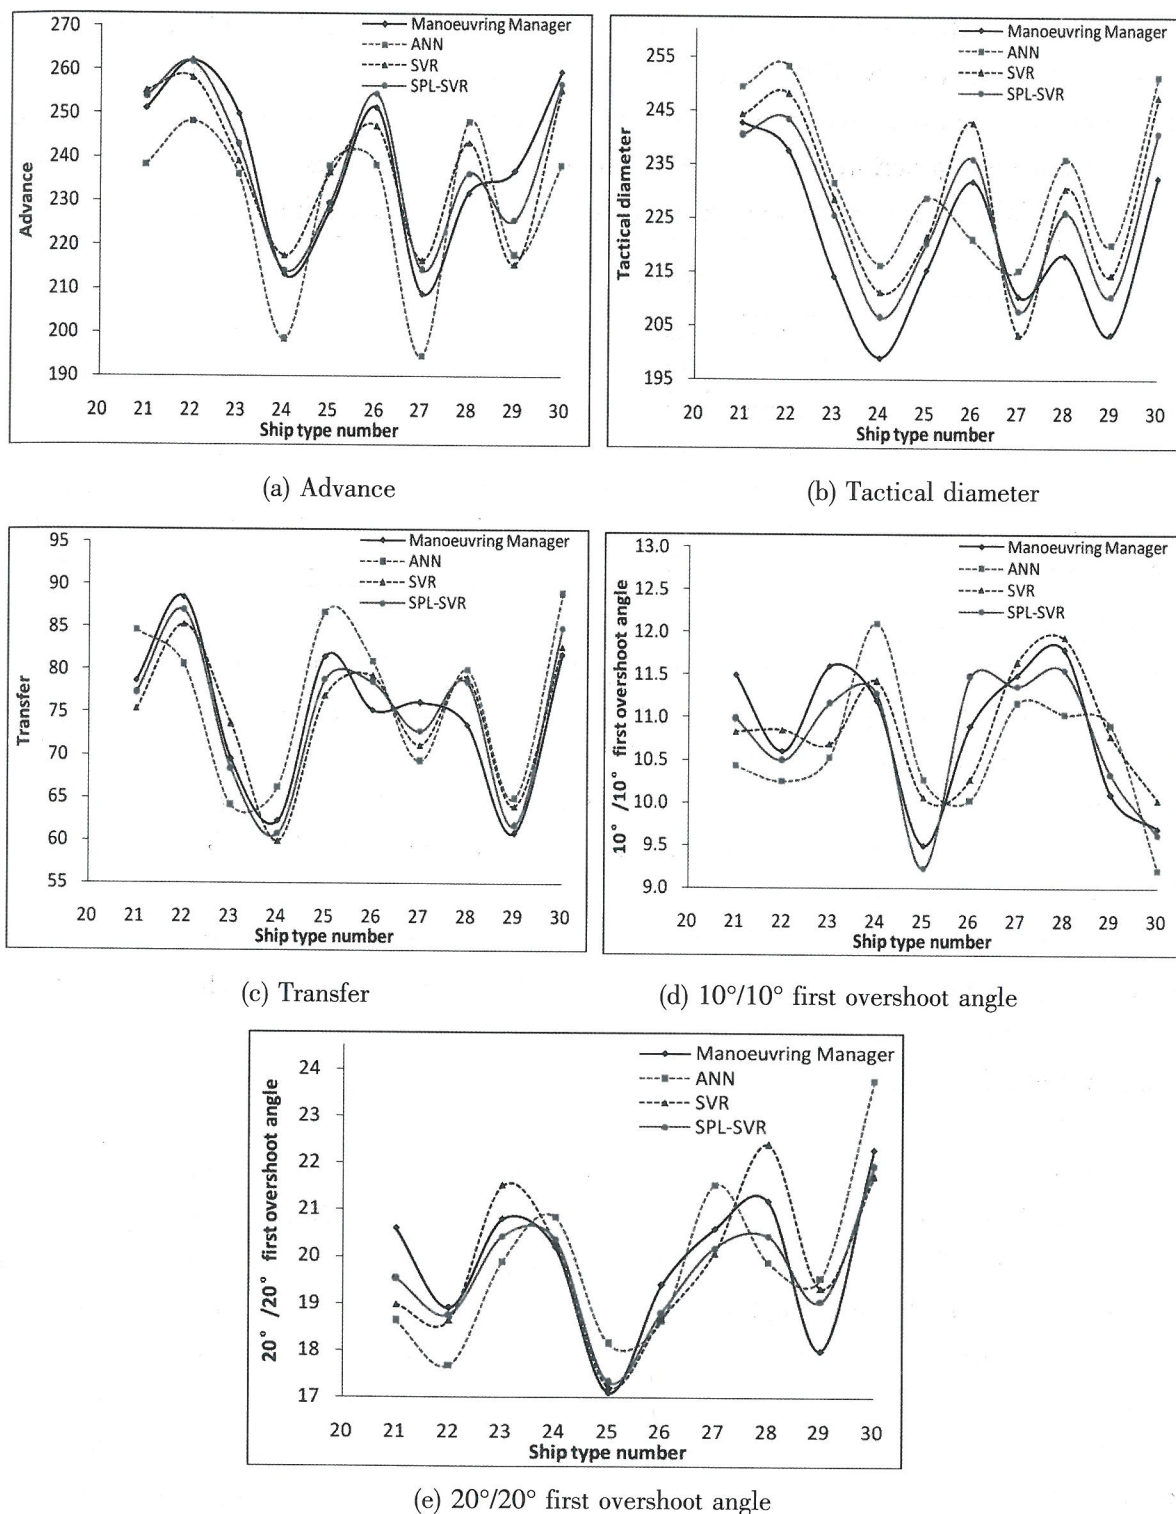 270
260
250
240
230
220
210
200
190
Advance
Manoeuvring Manager
ANN
SVR
SPL-SVR
20 21 22 23 24 25 26 27 28 29 30
Ship type number
(a) Advance
255
245
235
225
215
205
195
Tactical diameter
Manoeuvring Manager
ANN
SVR
SPL-SVR
20 21 22 23 24 25 26 27 28 29 30
Ship type number
(b) Tactical diameter
95
90
85
80
75
70
65
60
55
Transfer
Manoeuvring Manager
ANN
SVR
SPL-SVR
20 21 22 23 24 25 26 27 28 29 30
Ship type number
(c) Transfer
13.0
12.5
12.0
11.5
11.0
10.5
10.0
9.5
9.0
10° /10° first overshoot angle
Manoeuvring Manager
ANN
SVR
SPL-SVR
20 21 22 23 24 25 26 27 28 29 30
Ship type number
(d) 10°/10° first overshoot angle
24
23
22
21
20
19
18
17
20° /20° first overshoot angle
Manoeuvring Manager
ANN
SVR
SPL-SVR
20 21 22 23 24 25 26 27 28 29 30
Ship type number
(e) 20°/20° first overshoot angle